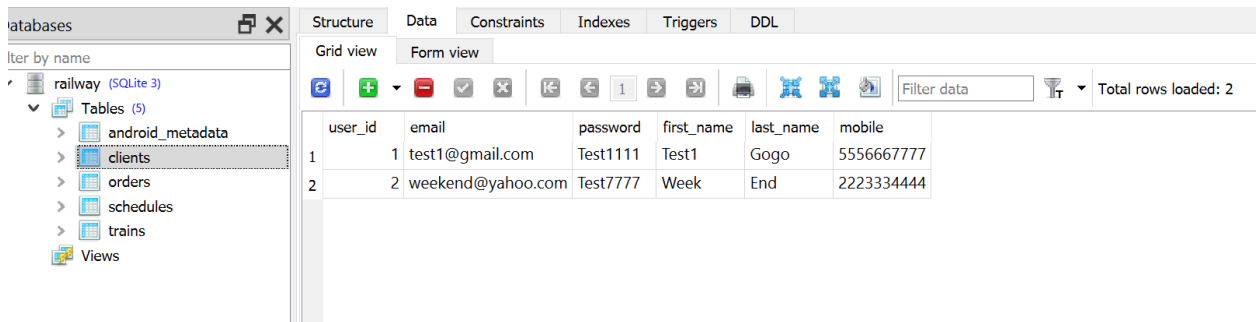 atabases
lter by name
railway (SQLite 3)
Tables (5)
android_metadata
clients
orders
schedules
trains
Views
Structure Data Constraints Indexes Triggers DDL
Grid view Form view
1 Filter data Total rows loaded: 2
user_id email password first_name last_name mobile
1 1 test1@gmail.com Test1111 Test1 Gogo 5556667777
2 2 weekend@yahoo.com Test7777 Week End 2223334444